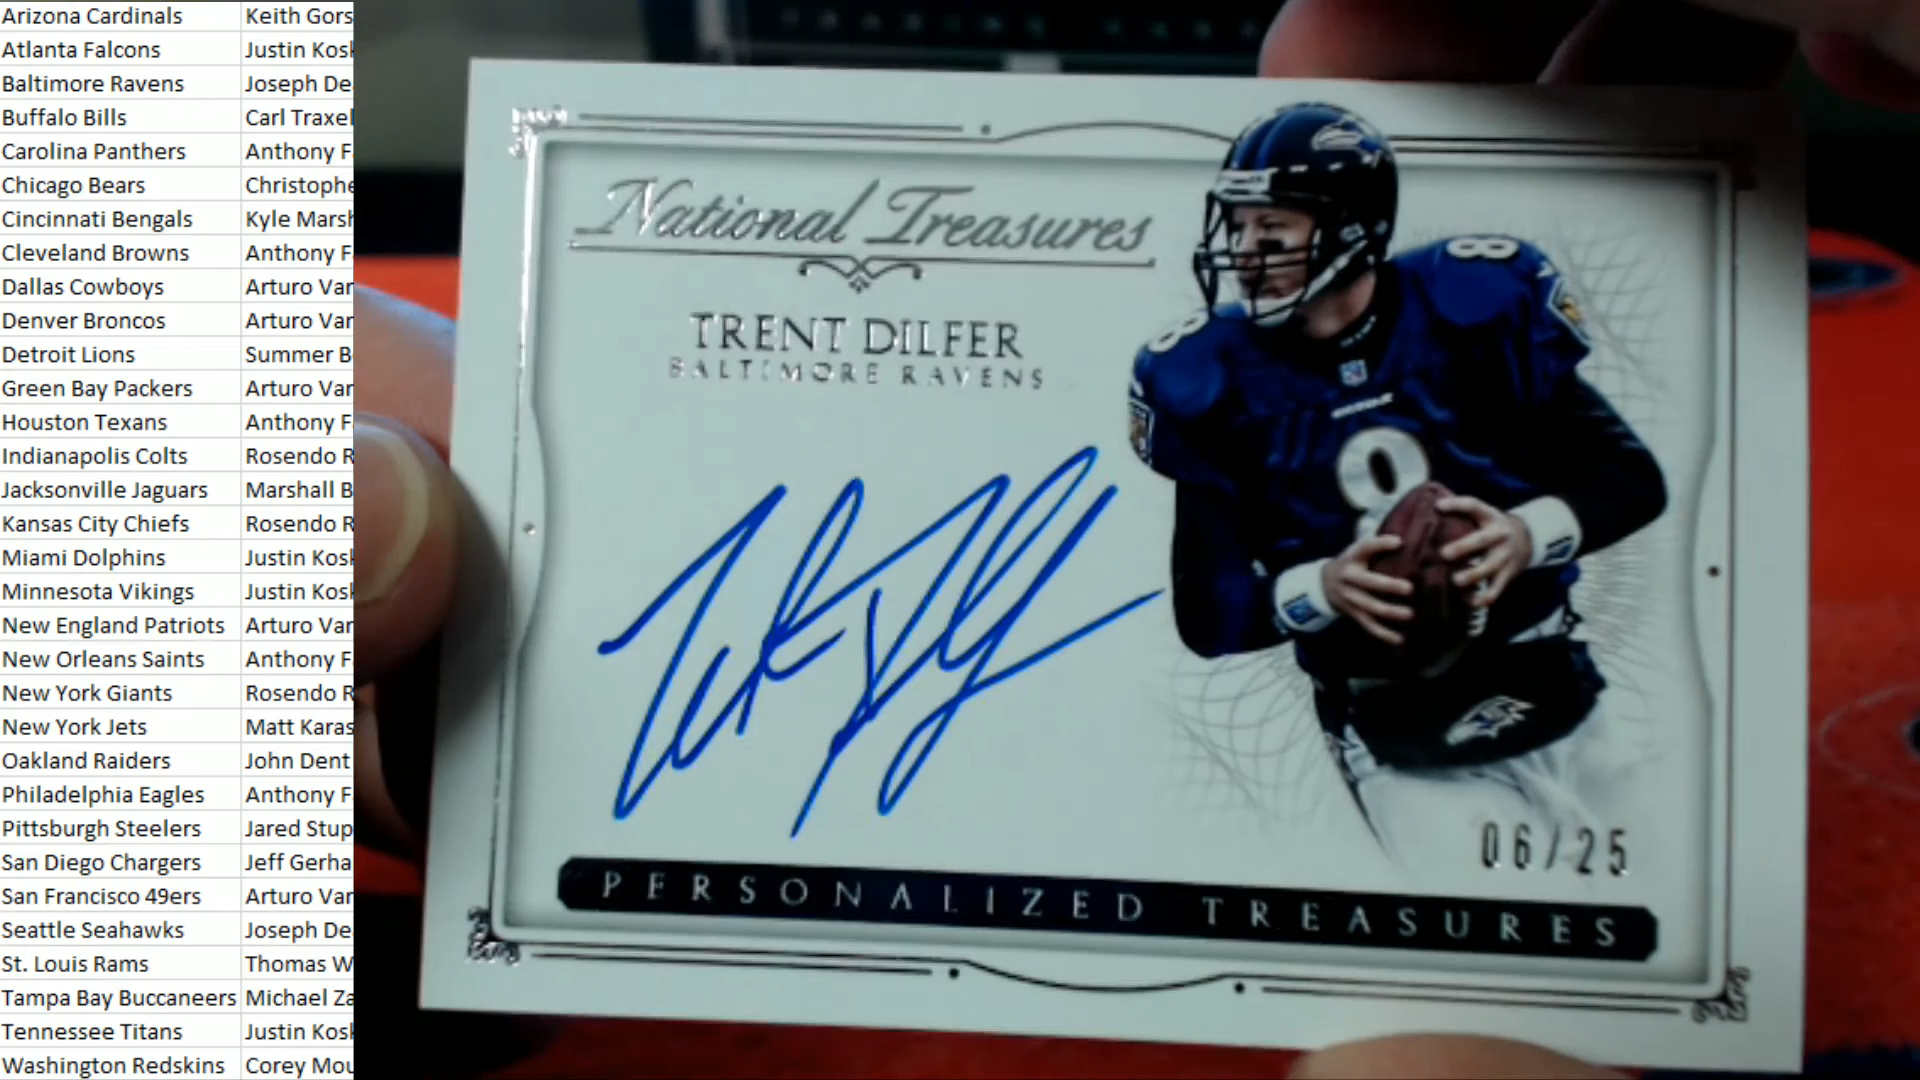 Arizona Cardinals Keith Gors
Atlanta Falcons Justin Kosk
Baltimore Ravens Joseph De
Buffalo Bills Carl Traxel
Carolina Panthers Anthony F
Chicago Bears Christophe
Cincinnati Bengals Kyle Marsh
Cleveland Browns Anthony F
Dallas Cowboys Arturo Var
Denver Broncos Arturo Var
Detroit Lions Summer B
Green Bay Packers Arturo Var
Houston Texans Anthony F
Indianapolis Colts Rosendo R
Jacksonville Jaguars Marshall B
Kansas City Chiefs Rosendo R
Miami Dolphins Justin Kosk
Minnesota Vikings Justin Kosk
New England Patriots Arturo Var
New Orleans Saints Anthony F
New York Giants Rosendo R
New York Jets Matt Karas
Oakland Raiders John Dent
Philadelphia Eagles Anthony F
Pittsburgh Steelers Jared Stup
San Diego Chargers Jeff Gerha
San Francisco 49ers Arturo Var
Seattle Seahawks Joseph De
St. Louis Rams Thomas W
Tampa Bay Buccaneers Michael Za
Tennessee Titans Justin Kosk
Washington Redskins Corey Mou
National Treasures
TRENT DILFER
BALTIMORE RAVENS
8
8
8
06/25
PERSONALIZED TREASURES